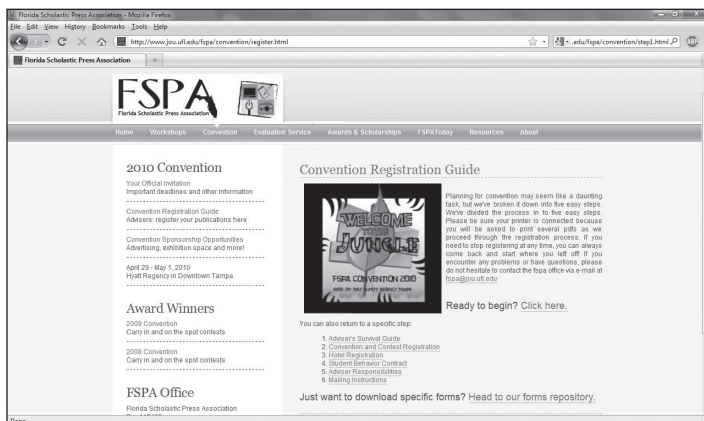 Florida Scholastic Press Association - Mozilla Firefox
File Edit View History Bookmarks Tools Help
http://www.jou.ufl.edu/fspa/convention/register.html
.edu/fspa/convention/step1.html
Florida Scholastic Press Association
FSPA
Florida Scholastic Press Association
Home Workshops Convention Evaluation Service Awards & Scholarships FSPAToday Resources About
2010 Convention
Your Official Invitation
Important deadlines and other information
Convention Registration Guide
Advisers: register your publications here
Convention Sponsorship Opportunities
Advertising, exhibition space and more!
April 29 - May 1, 2010
Hyatt Regency in Downtown Tampa
Award Winners
2009 Convention
Carry in and on the spot contests
2008 Convention
Carry in and on the spot contests
FSPA Office
Florida Scholastic Press Association
Convention Registration Guide
WELCOME
TO THE
JUNGLE
FSPA CONVENTION 2010
APRIL 29 - MAY 1 HYATT REGENCY TAMPA
Planning for convention may seem like a daunting
task, but we've broken it down into five easy steps.
We've divided the process in to five easy steps.
Please be sure your printer is connected because
you will be asked to print several pdfs as we
proceed through the registration process. If you
need to stop registering at any time, you can always
come back and start where you left off. If you
encounter any problems or have questions, please
do not hesitate to contact the fspa office via e-mail at
fspa@jou.ufl.edu
Ready to begin? Click here.
You can also return to a specific step:
1. Adviser's Survival Guide
2. Convention and Contest Registration
3. Hotel Registration
4. Student Behavior Contract
5. Adviser Responsibilities
6. Mailing Instructions
Just want to download specific forms? Head to our forms repository.
Done